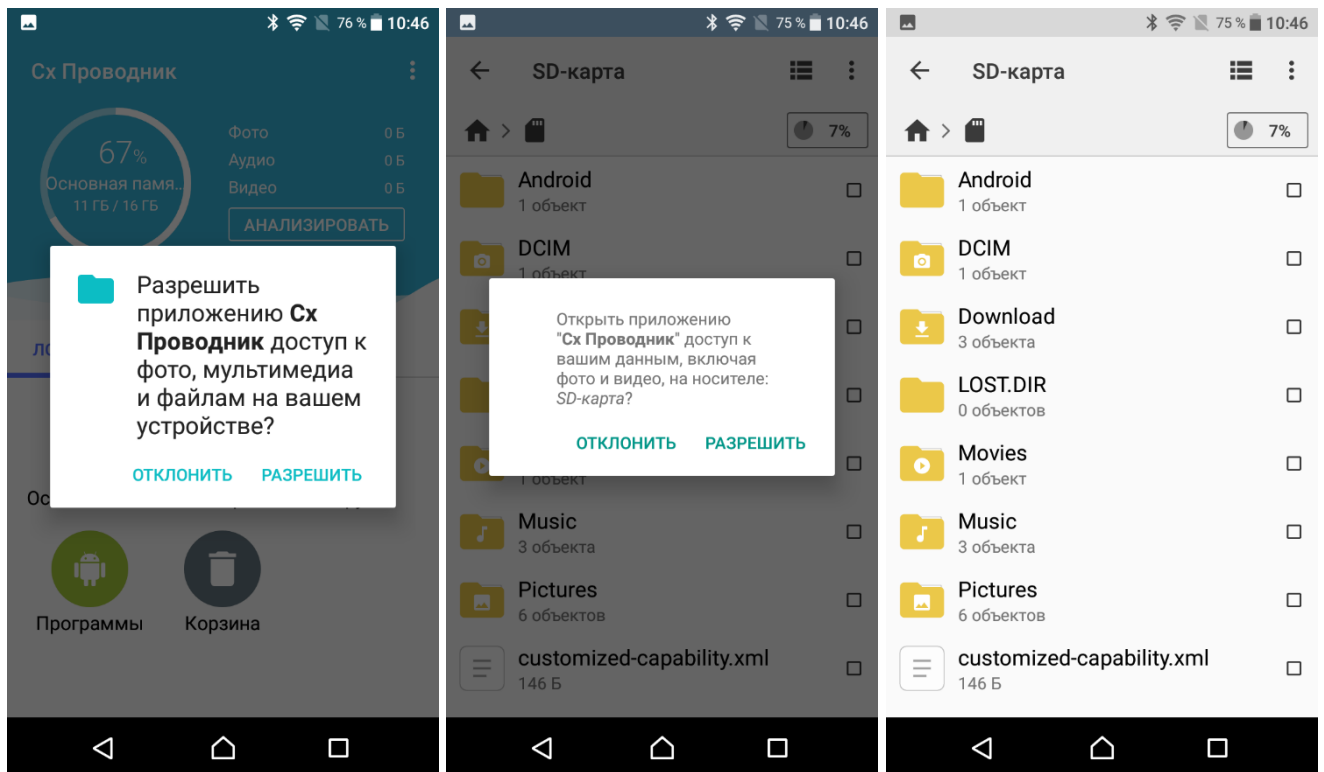 76 % 10:46
Cx Проводник
67%
Основная памя..
11 ГБ / 16 ГБ
Фото 0 Б
Аудио 0 Б
Видео 0 Б
АНАЛИЗИРОВАТЬ
Разрешить
приложению Cx
Проводник доступ к
фото, мультимедиа
и файлам на вашем
устройстве?
ОТКЛОНИТЬ РАЗРЕШИТЬ
Программы
Корзина
75 % 10:46
SD-карта
7%
Android
1 объект
DCIM
1 объект
Открыть приложению
"Cx Проводник" доступ к
вашим данным, включая
фото и видео, на носителе:
SD-карта?
ОТКЛОНИТЬ РАЗРЕШИТЬ
1 объект
Music
3 объекта
Pictures
6 объектов
customized-capability.xml
146 Б
75 % 10:46
SD-карта
7%
Android
1 объект
DCIM
1 объект
Download
3 объекта
LOST.DIR
0 объектов
Movies
1 объект
Music
3 объекта
Pictures
6 объектов
customized-capability.xml
146 Б